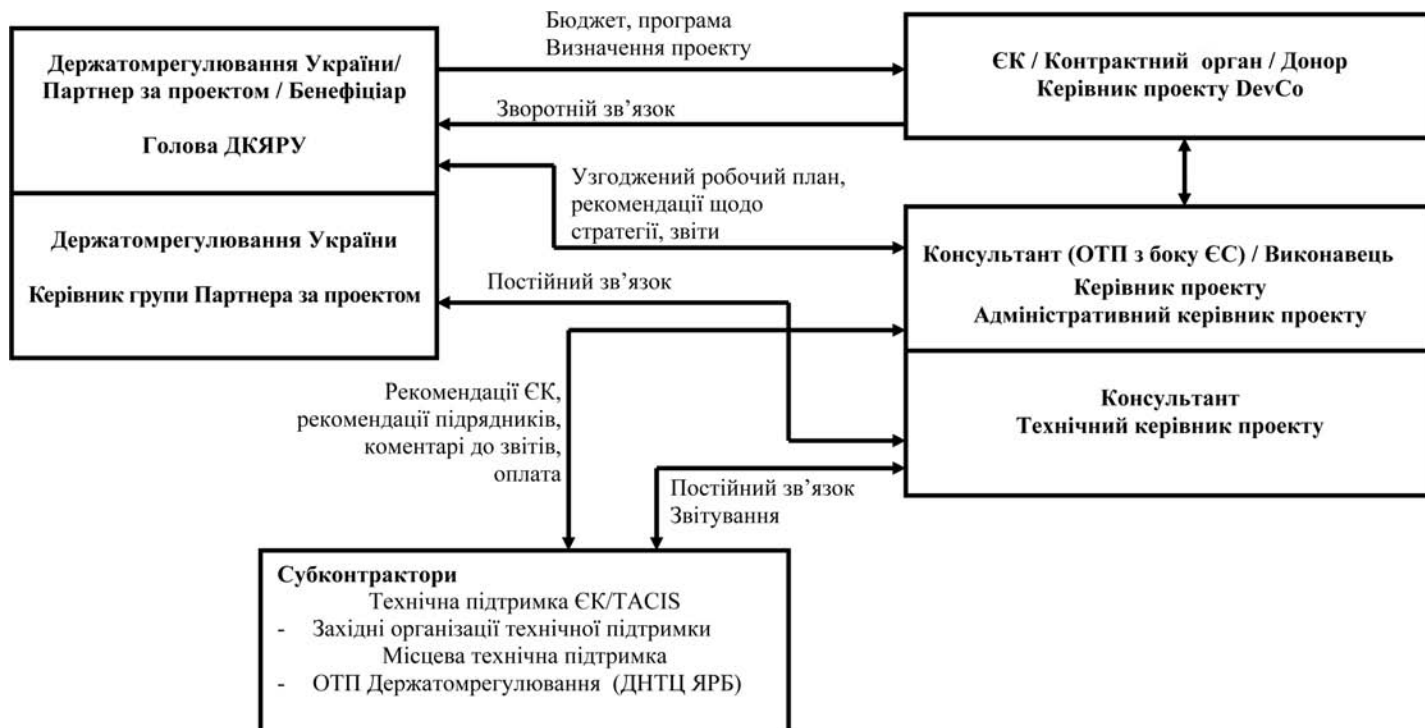 Бюджет, програма
Визначення проекту
Держатомрегулювання України/
Партнер за проектом / Бенефіціар
Голова ДКЯРУ
ЄК / Контрактний орган / Донор
Керівник проекту DevCo
Зворотній зв’язок
Узгоджений робочий план,
рекомендації щодо
стратегії, звіти
Держатомрегулювання України
Керівник групи Партнера за проектом
Консультант (ОТП з боку ЄС) / Виконавець
Керівник проекту
Адміністративний керівник проекту
Постійний зв’язок
Рекомендації ЄК,
рекомендації підрядників,
коментарі до звітів,
оплата
Консультант
Технічний керівник проекту
Постійний зв’язок
Звітування
Субконтрактори
Технічна підтримка ЄК/TACIS
- Західні організації технічної підтримки
Місцева технічна підтримка
- ОТП Держатомрегулювання (ДНТЦ ЯРБ)